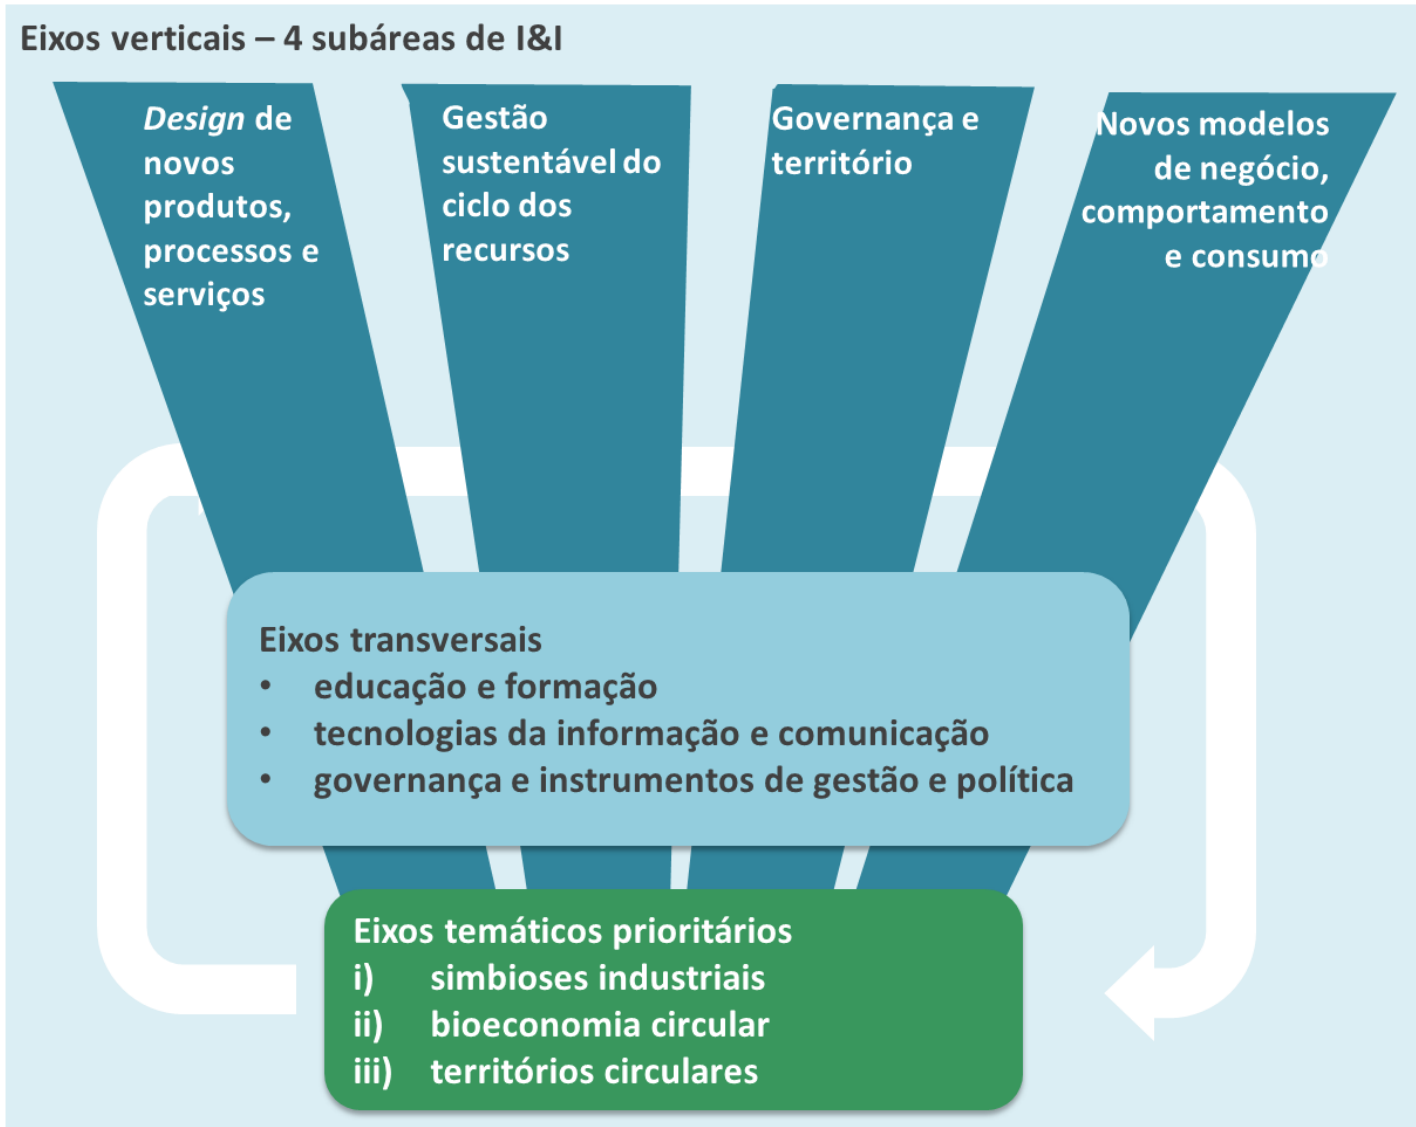 Eixos verticais – 4 subáreas de I&I
Design de
novos
produtos,
processos e
serviços
Gestão
sustentável do
ciclo dos
recursos
Governança e
território
Novos modelos
de negócio,
comportamento
e consumo
Eixos transversais
• educação e formação
• tecnologias da informação e comunicação
• governança e instrumentos de gestão e política
Eixos temáticos prioritários
i) simbioses industriais
ii) bioeconomia circular
iii) territórios circulares